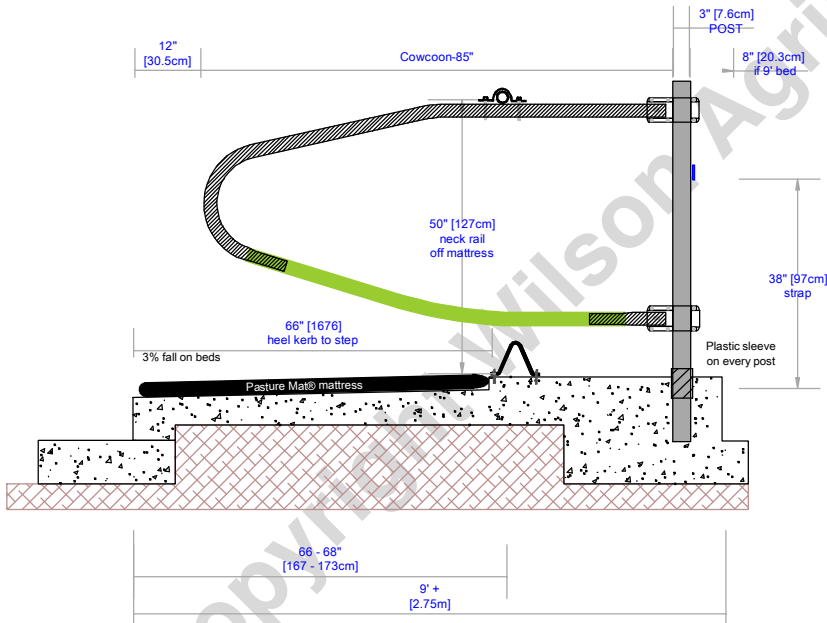 3" [7.6cm]
POST
12"
[30.5cm]
Cowcoon-85"
8" [20.3cm]
if 9' bed
50" [127cm]
neck rail
off mattress
38" [97cm]
strap
66" [1676]
heel kerb to step
3% fall on beds
Plastic sleeve
on every post
Pasture Mat® mattress
66 - 68"
[167 - 173cm]
9' +
[2.75m]
opyright Wilson Agri